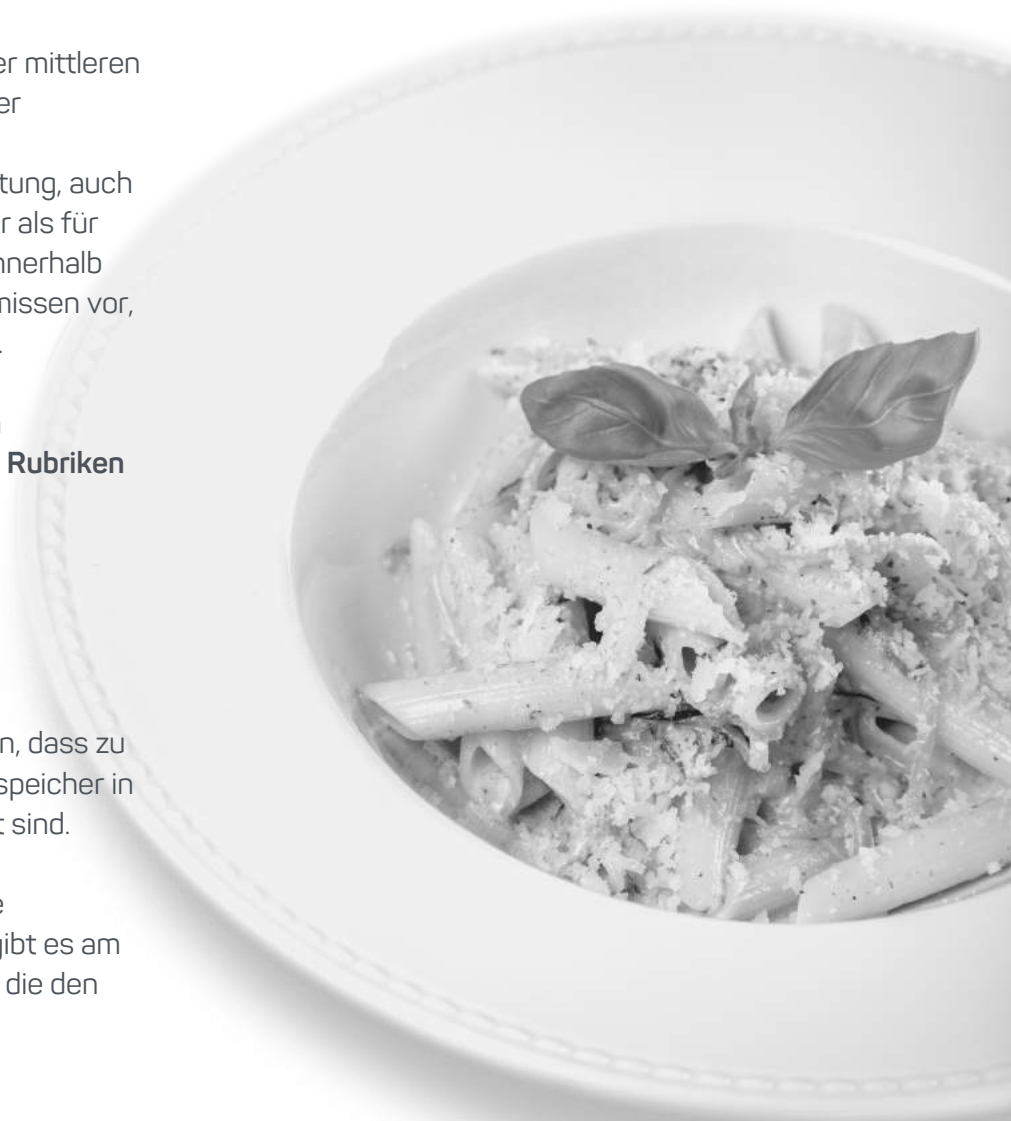 er mittleren
er
tung, auch
r als für
nnerhalb
nissen vor,
.
Rubriken
n, dass zu
speicher in
t sind.
e
gibt es am
die den